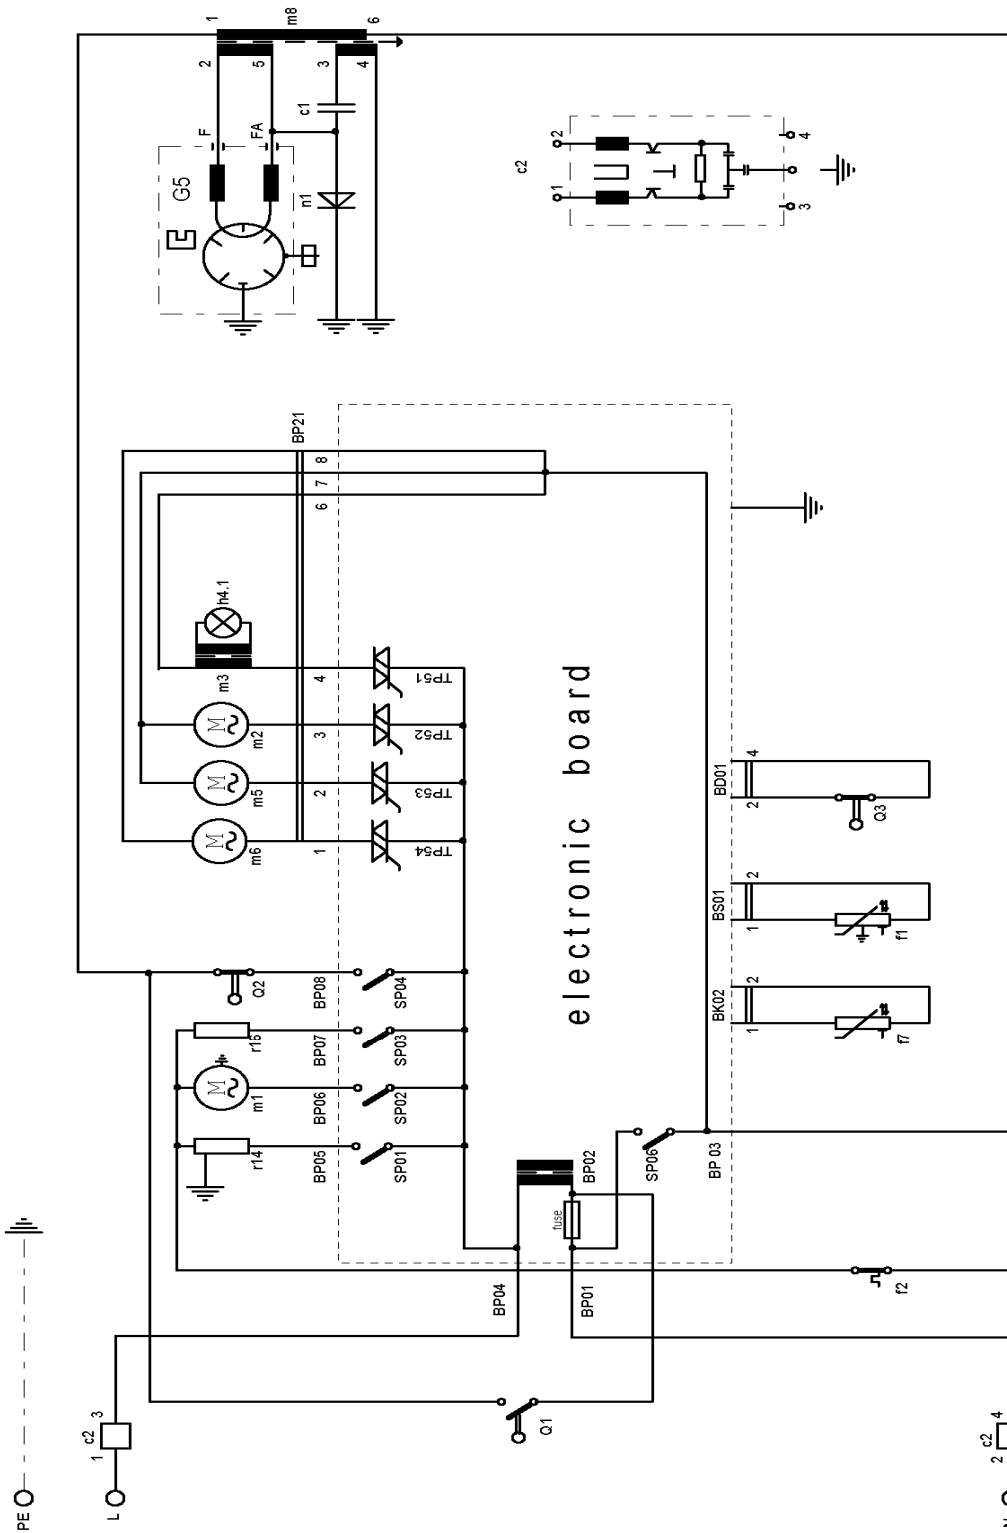 m8
1
6
2
5
3
4
F
FA
c1
G5
n1
c2
1
2
3
4
BP21
8
7
6
h4.1
m3
4
TP51
M
m2
3
TP52
M
m5
2
TP53
M
m6
1
TP54
electronic board
BD01
2
4
Q3
BS01
1
2
f1
BK02
1
2
f7
Q2
BP08
SP04
BP07
SP03
M
m1
BP06
SP02
r14
BP05
SP01
BP02
fuse
SP06
BP 03
BP04
BP01
f2
Q1
c2
1
3
L
PE
c2
2
4